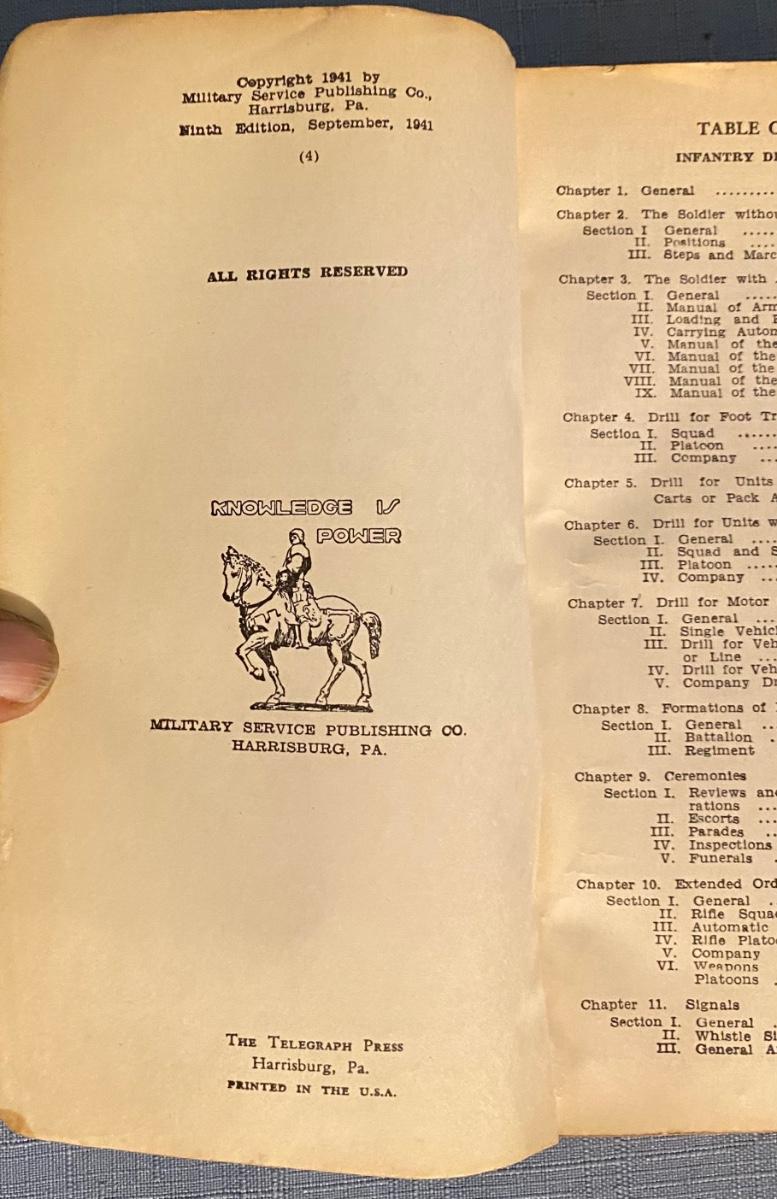 Copyright 1941 by
Military Service Publishing Co.,
Harrisburg, Pa.
Ninth Edition, September, 1941
(4)
ALL RIGHTS RESERVED
KNOWLEDGE IS
POWER
MILITARY SERVICE PUBLISHING CO.
HARRISBURG, PA.
THE TELEGRAPH PRESS
Harrisburg, Pa.
PRINTED IN THE U.S.A.
TABLE
INFANTRY
Chapter 1. General .........
Chapter 2. The Soldier
Section I General .....
II. Positions ....
III. Steps and
Chapter 3. The Soldier with
Section I. General .....
II. Manual of
III. Loading and
IV. Carrying
V. Manual of the
VI. Manual of the
VII. Manual of the
VIII. Manual of the
IX. Manual of the
Chapter 4. Drill for Foot
Section I. Squad ......
II. Platoon ....
III. Company ...
Chapter 5. Drill for Units
Carts or Pack
Chapter 6. Drill for Units
Section I. General ....
II. Squad and
III. Platoon .....
IV. Company ...
Chapter 7. Drill for Motor
Section I. General ...
II. Single
III. Drill for
or Line ...
IV. Drill for
V. Company
Chapter 8. Formations of
Section I. General ..
II. Battalion .
III. Regiment
Chapter 9. Ceremonies
Section I. Reviews
rations ...
II. Escorts ...
III. Parades ..
IV. Inspections
V. Funerals .
Chapter 10. Extended
Section I. General .
II. Rifle
III. Automatic
IV. Rifle
V. Company
VI. Weapons
Platoons .
Chapter 11. Signals
Section I. General .
II. Whistle
III. General